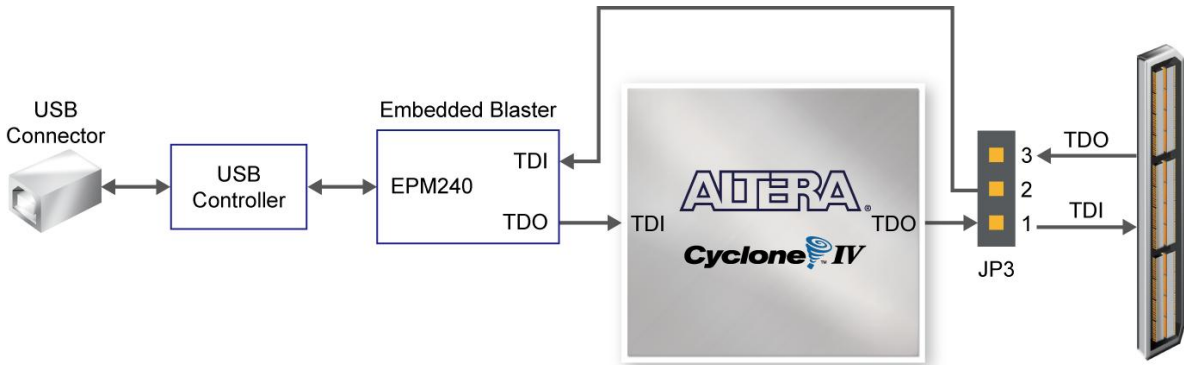 USB
Connector
USB
Controller
Embedded Blaster
TDI
EPM240
TDO
TDI
ALTERA®
Cyclone™ IV
TDO
3
2
1
JP3
TDO
TDI